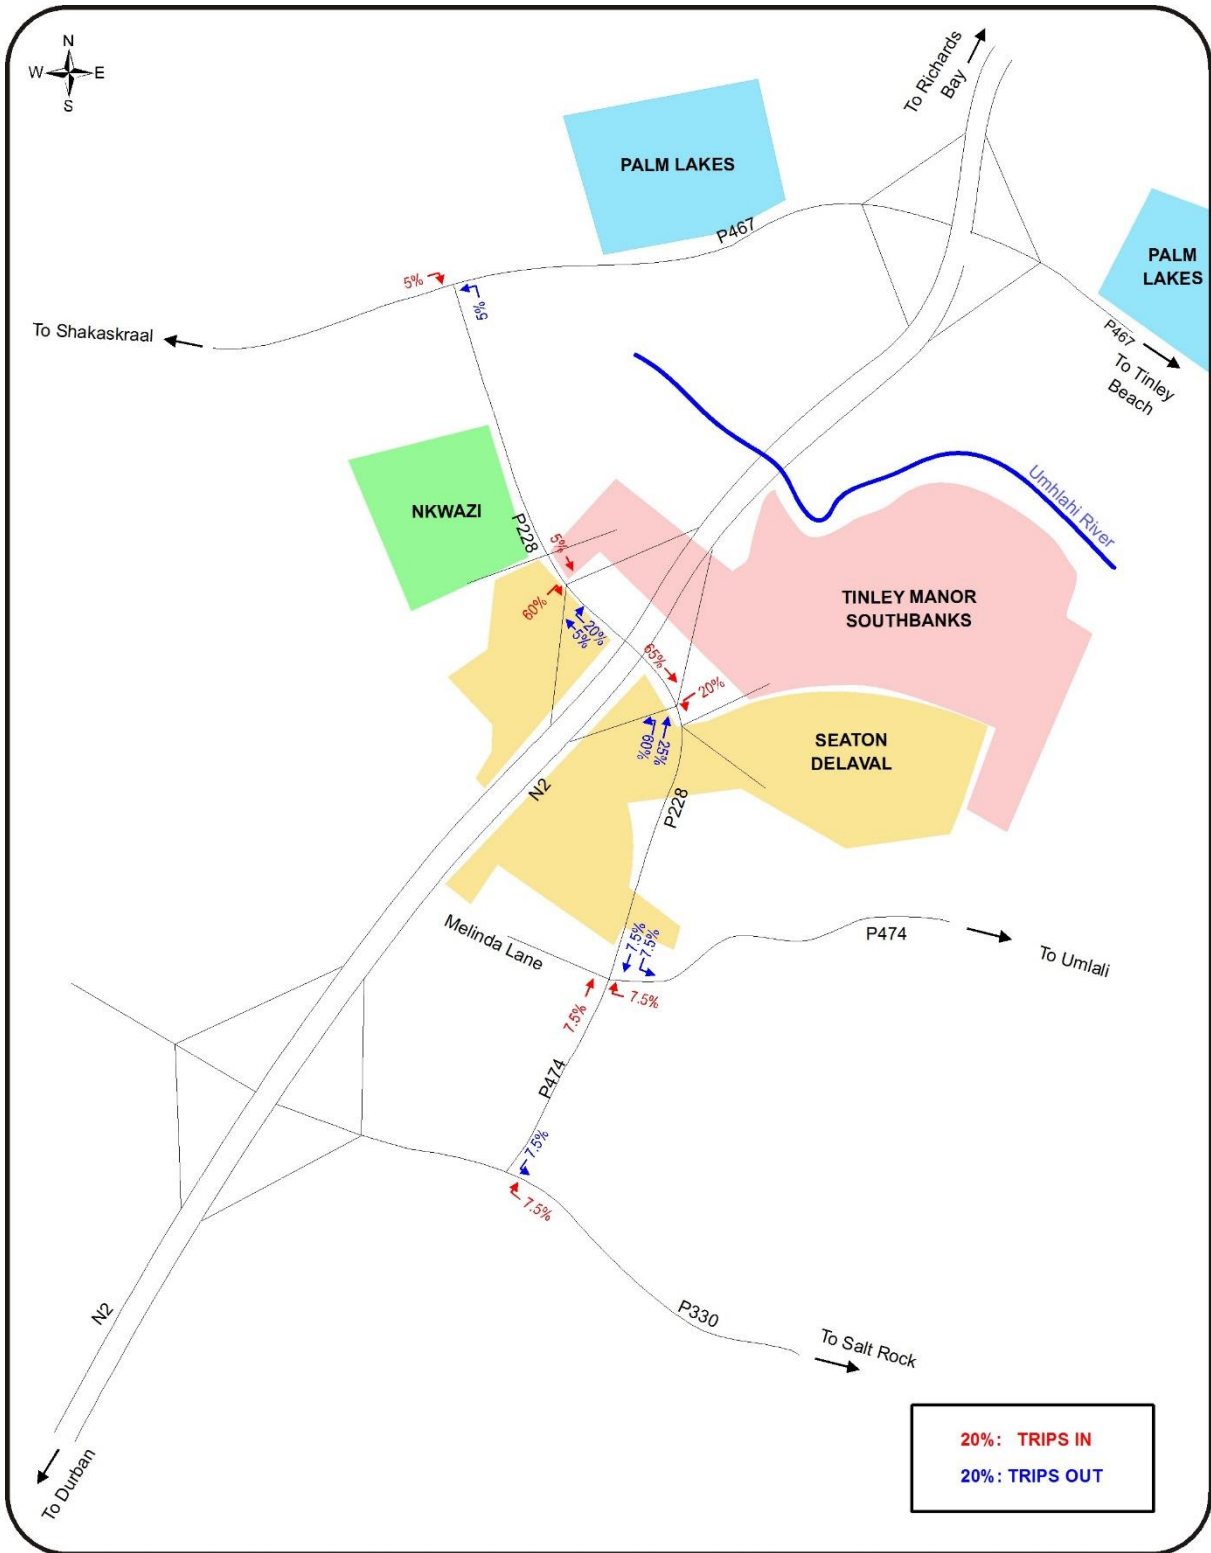 N
W E
S
To Richards
Bay
PALM LAKES
P467
PALM
LAKES
5%
5%
To Shakaskraal
P467
To Tinley
Beach
Umhlahi River
NKWAZI
P228
5%
60%
20%
5%
TINLEY MANOR
SOUTHBANKS
65%
20%
60%
25%
SEATON
DELAVAL
N2
P228
Melinda Lane
7.5%
7.5%
P474
To Umlali
7.5%
7.5%
P474
7.5%
7.5%
N2
P330
To Salt Rock
To Durban
20%: TRIPS IN
20%: TRIPS OUT